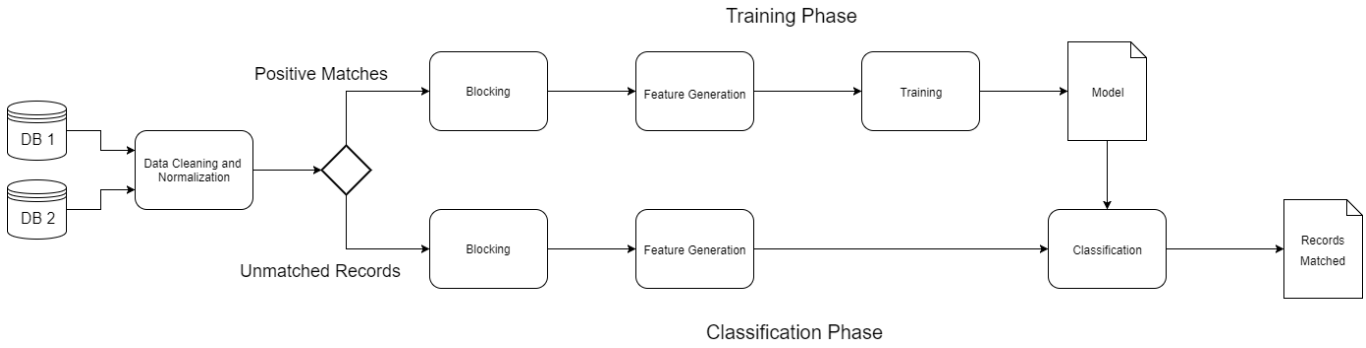 Training Phase
Positive Matches
Blocking
Feature Generation
Training
Model
DB 1
Data Cleaning and
Normalization
DB 2
Unmatched Records
Blocking
Feature Generation
Classification
Records
Matched
Classification Phase